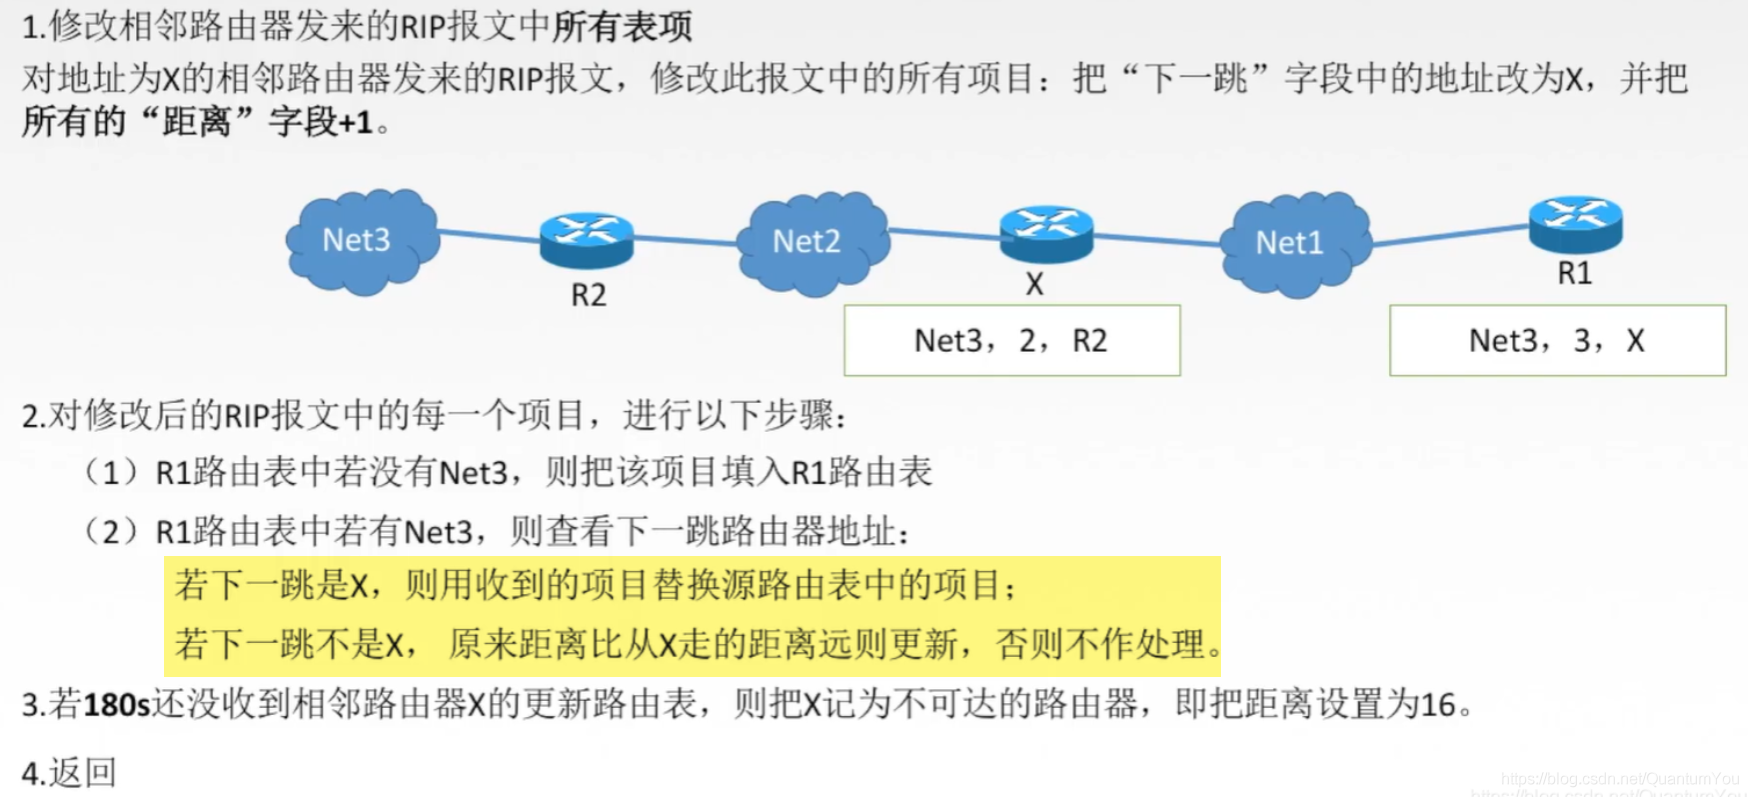 1.修改相邻路由器发来的RIP报文中所有表项
对地址为X的相邻路由器发来的RIP报文，修改此报文中的所有项目：把“下一跳”字段中的地址改为X，并把
所有的“距离”字段+1。
Net3
Net2
Net1
R2
X
R1
Net3，2，R2
Net3，3，X
2.对修改后的RIP报文中的每一个项目，进行以下步骤：
（1）R1路由表中若没有Net3，则把该项目填入R1路由表
（2）R1路由表中若有Net3，则查看下一跳路由器地址：
若下一跳是X，则用收到的项目替换源路由表中的项目；
若下一跳不是X， 原来距离比从X走的距离远则更新，否则不作处理。
3.若180s还没收到相邻路由器X的更新路由表，则把X记为不可达的路由器，即把距离设置为16。
4.返回
https://blog.csdn.net/QuantumYou
https://blog.csdn.net/QuantumYou